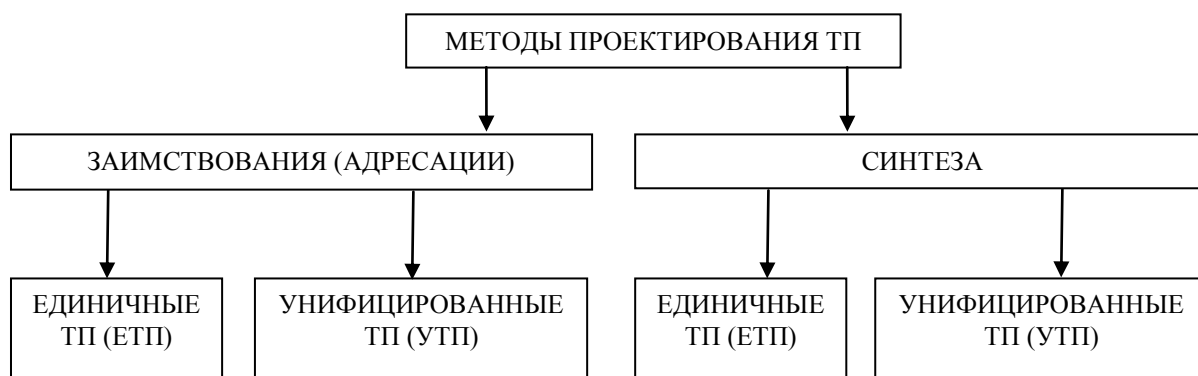 МЕТОДЫ ПРОЕКТИРОВАНИЯ ТП
ЗАИМСТВОВАНИЯ (АДРЕСАЦИИ)
СИНТЕЗА
ЕДИНИЧНЫЕ
ТП (ЕТП)
УНИФИЦИРОВАННЫЕ
ТП (УТП)
ЕДИНИЧНЫЕ
ТП (ЕТП)
УНИФИЦИРОВАННЫЕ
ТП (УТП)